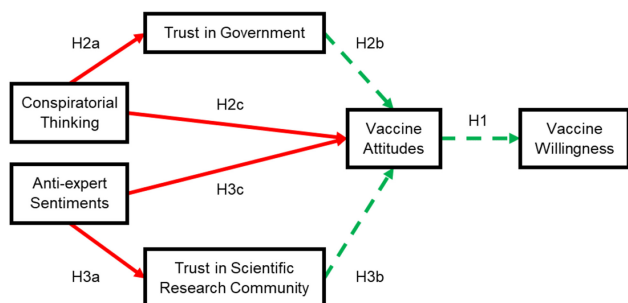 Trust in Government
H2a
H2b
Conspiratorial
Thinking
H2c
Vaccine
Attitudes
H1
Vaccine
Willingness
Anti-expert
Sentiments
H3c
H3a
Trust in Scientific
Research Community
H3b